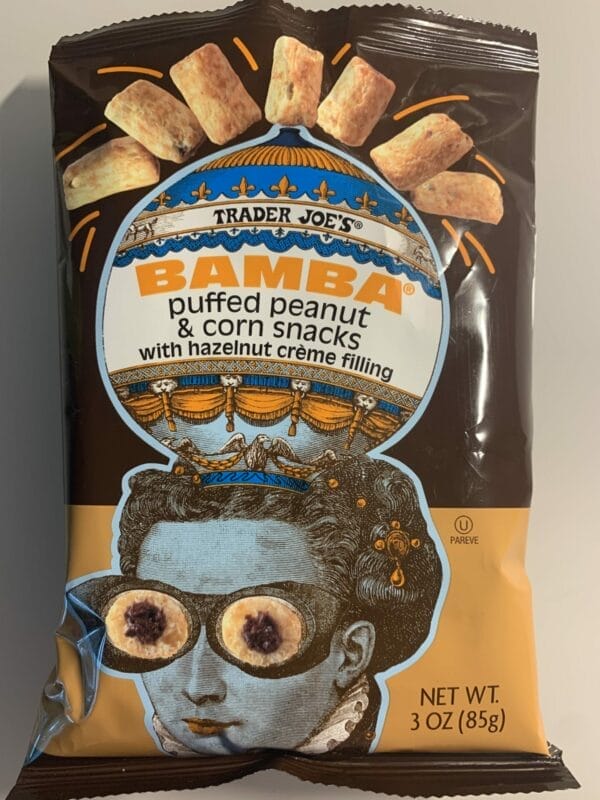 TRADER JOE'S®
BAMBA®
puffed peanut
& corn snacks
with hazelnut crème filling
U
PAREVE
NET WT.
3 OZ (85g)